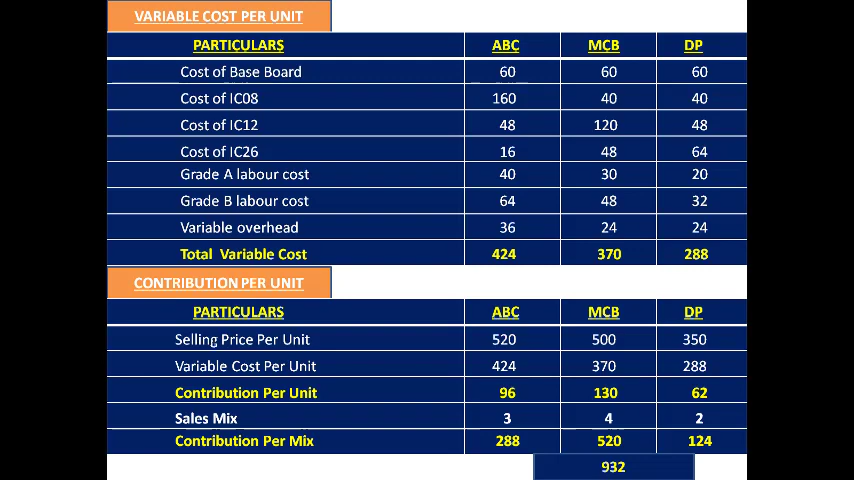 VARIABLE COST PER UNIT
PARTICULARS ABC MCB DP
Cost of Base Board 60 60 60
Cost of IC08 160 40 40
Cost of IC12 48 120 48
Cost of IC26 16 48 64
Grade A labour cost 40 30 20
Grade B labour cost 64 48 32
Variable overhead 36 24 24
Total Variable Cost 424 370 288
CONTRIBUTION PER UNIT
PARTICULARS ABC MCB DP
Selling Price Per Unit 520 500 350
Variable Cost Per Unit 424 370 288
Contribution Per Unit 96 130 62
Sales Mix 3 4 2
Contribution Per Mix 288 520 124
932